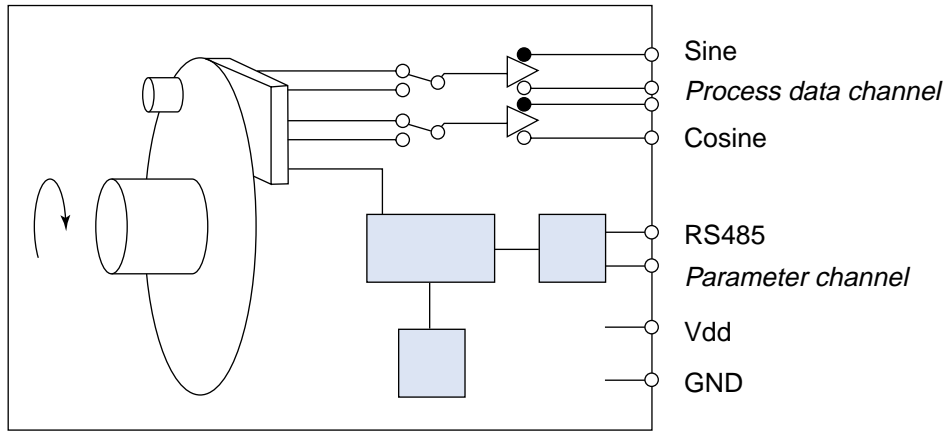 Sine
Process data channel
Cosine
RS485
Parameter channel
Vdd
GND